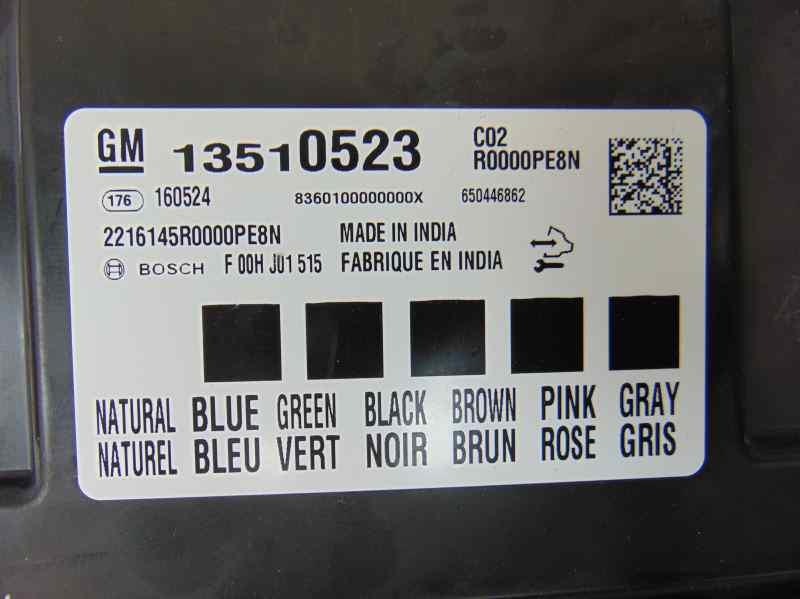 GM 13510523 C02
R0000PE8N
176 160524 8360100000000X 650446862
2216145R0000PE8N MADE IN INDIA
BOSCH F 00H J01 515 FABRIQUE EN INDIA
NATURAL BLUE GREEN BLACK BROWN PINK GRAY
NATUREL BLEU VERT NOIR BRUN ROSE GRIS